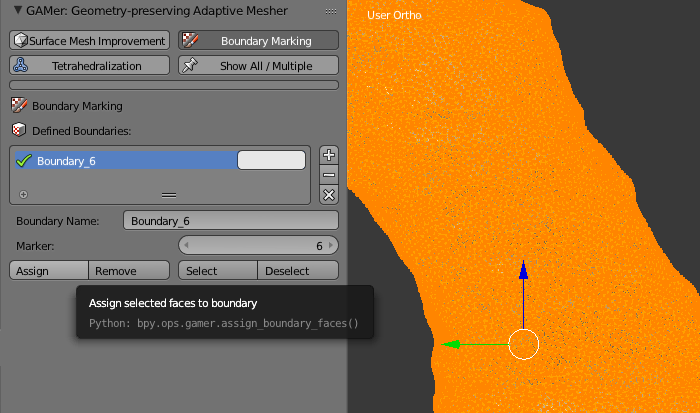 GAMer: Geometry-preserving Adaptive Mesher
User Ortho
Surface Mesh Improvement
Boundary Marking
Tetrahedralization
Show All / Multiple
Boundary Marking
Defined Boundaries:
Boundary_6
Boundary Name:
Boundary_6
Marker:
6
Assign
Remove
Select
Deselect
Assign selected faces to boundary
Python: bpy.ops.gamer.assign_boundary_faces()